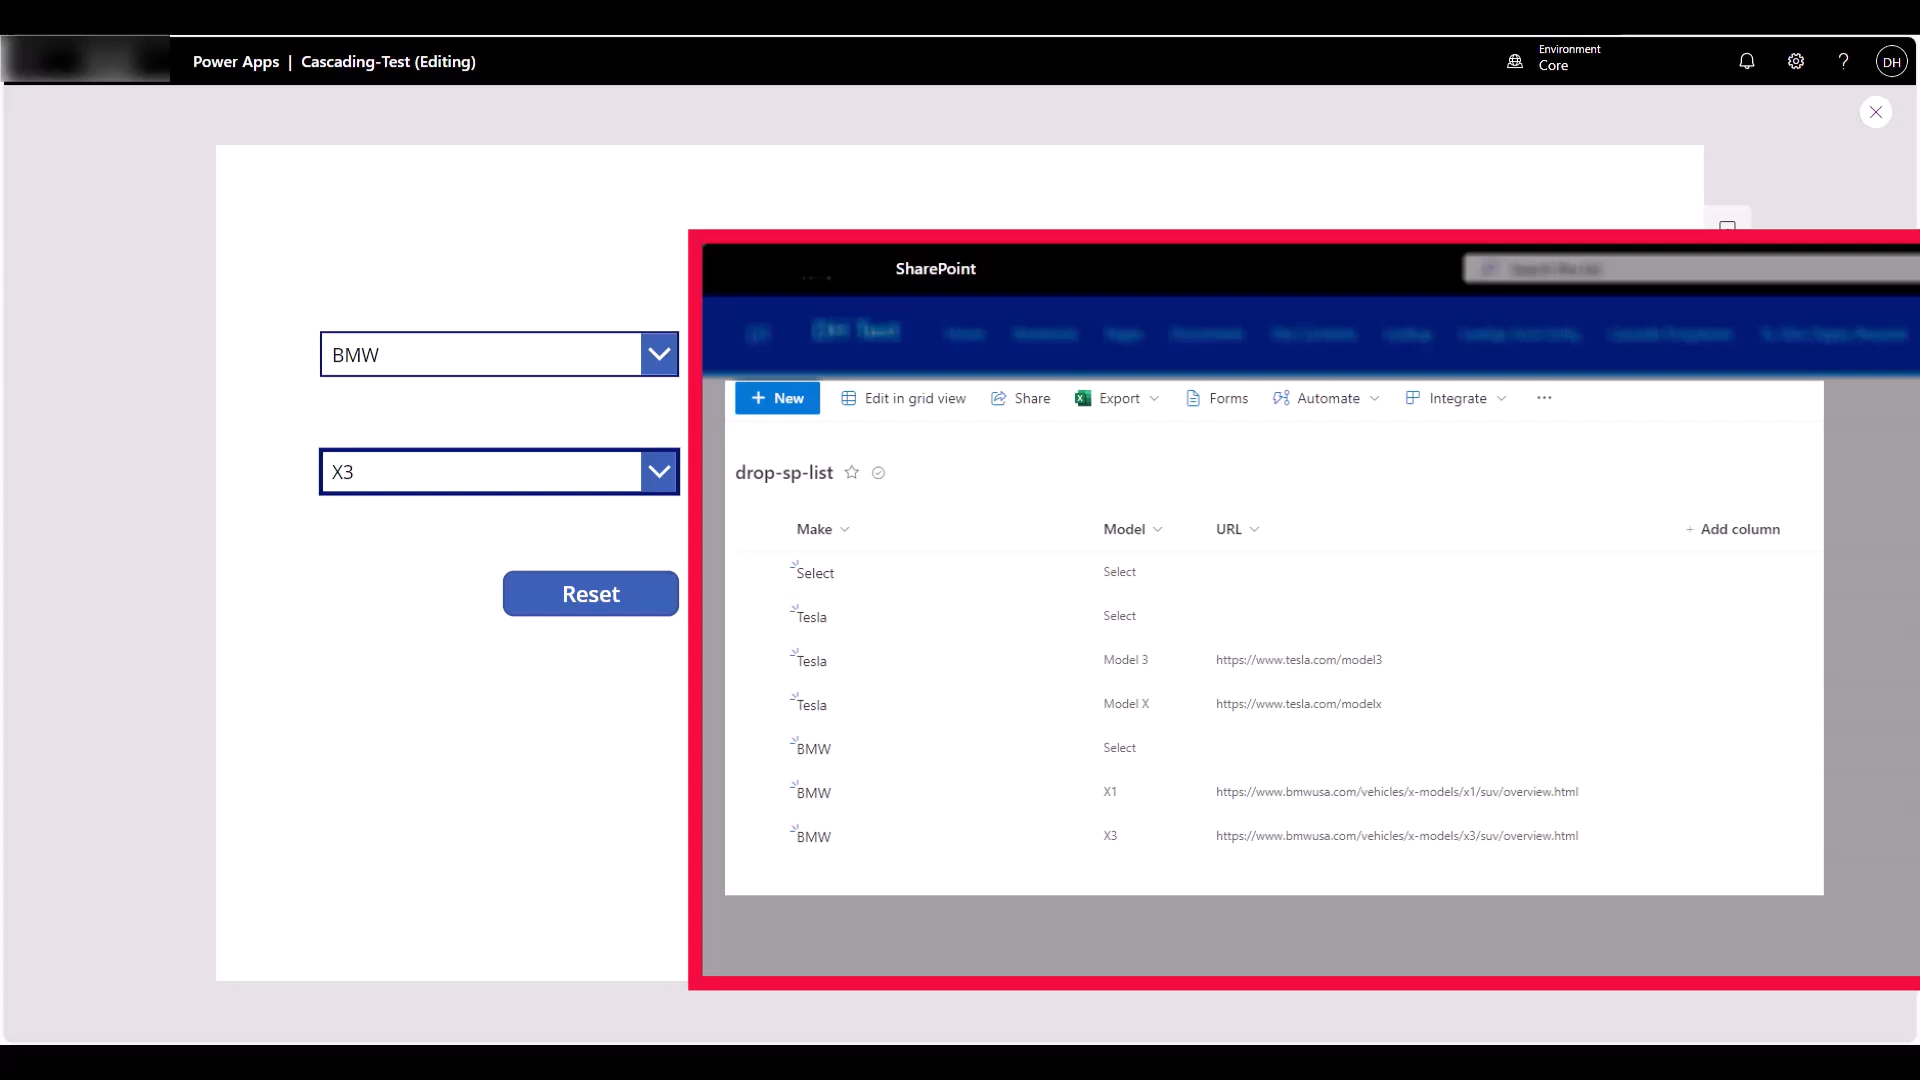 Power Apps | Cascading-Test (Editing)
Environment
Core
DH
BMW
X3
Reset
SharePoint
New
Edit in grid view
Share
Export
Forms
Automate
Integrate
drop-sp-list
Make Model URL + Add column
Select Select
Tesla Select
Tesla Model 3 https://www.tesla.com/model3
Tesla Model X https://www.tesla.com/modelx
BMW Select
BMW X1 https://www.bmwusa.com/vehicles/x-models/x1/suv/overview.html
BMW X3 https://www.bmwusa.com/vehicles/x-models/x3/suv/overview.html